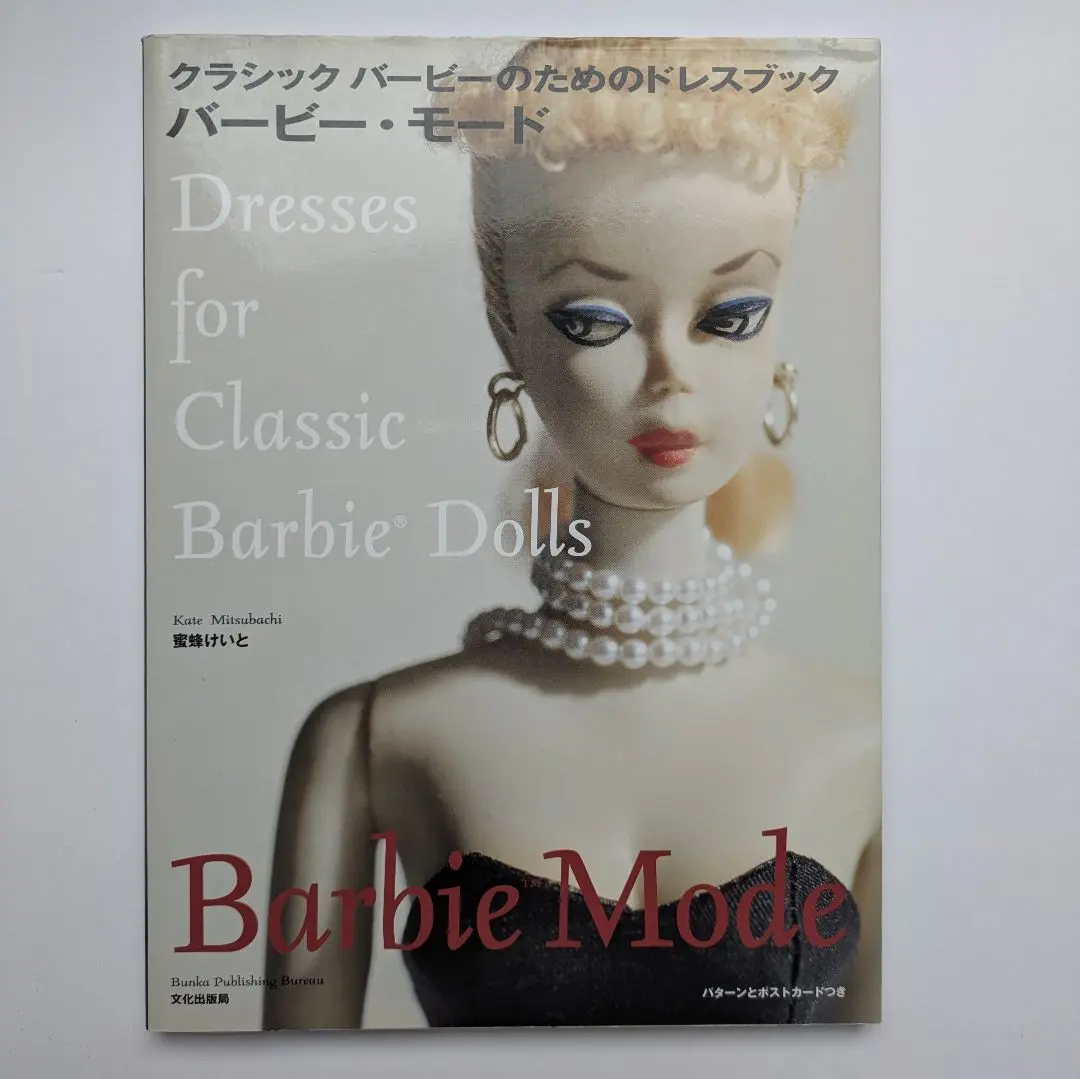 クラシック バービーのためのドレスブック
バービー・モード
Dresses
for
Classic
Barbie® Dolls
Kate Mitsubachi
蜜蜂けいと
Barbie™ Mode
Bunka Publishing Bureau
文化出版局
パターンとポストカードつき